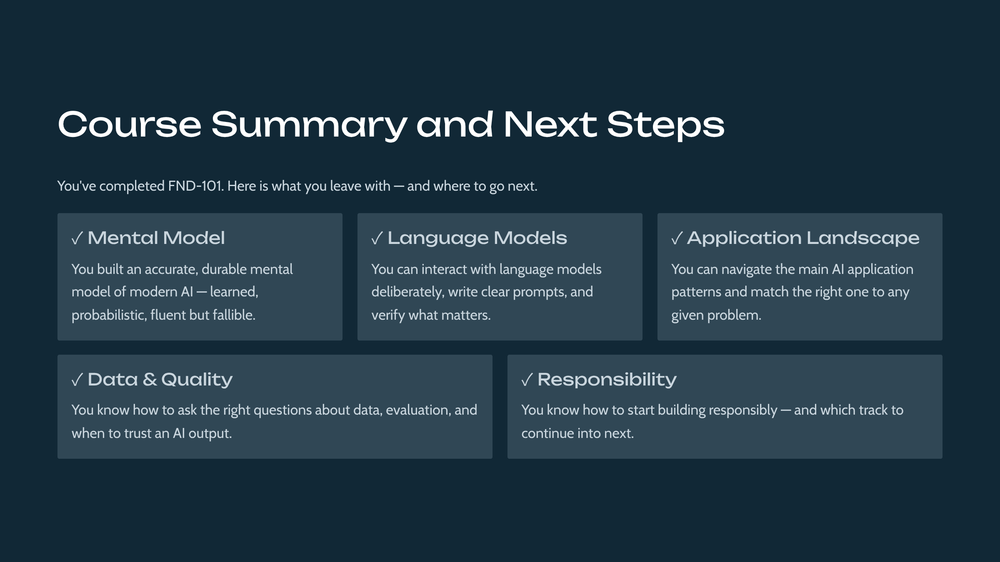 Course Summary and Next Steps
You've completed FND-101. Here is what you leave with — and where to go next.
✓ Mental Model
You built an accurate, durable mental
model of modern AI — learned,
probabilistic, fluent but fallible.
✓ Language Models
You can interact with language models
deliberately, write clear prompts, and
verify what matters.
✓ Application Landscape
You can navigate the main AI application
patterns and match the right one to any
given problem.
✓ Data & Quality
You know how to ask the right questions about data, evaluation, and
when to trust an AI output.
✓ Responsibility
You know how to start building responsibly — and which track to
continue into next.